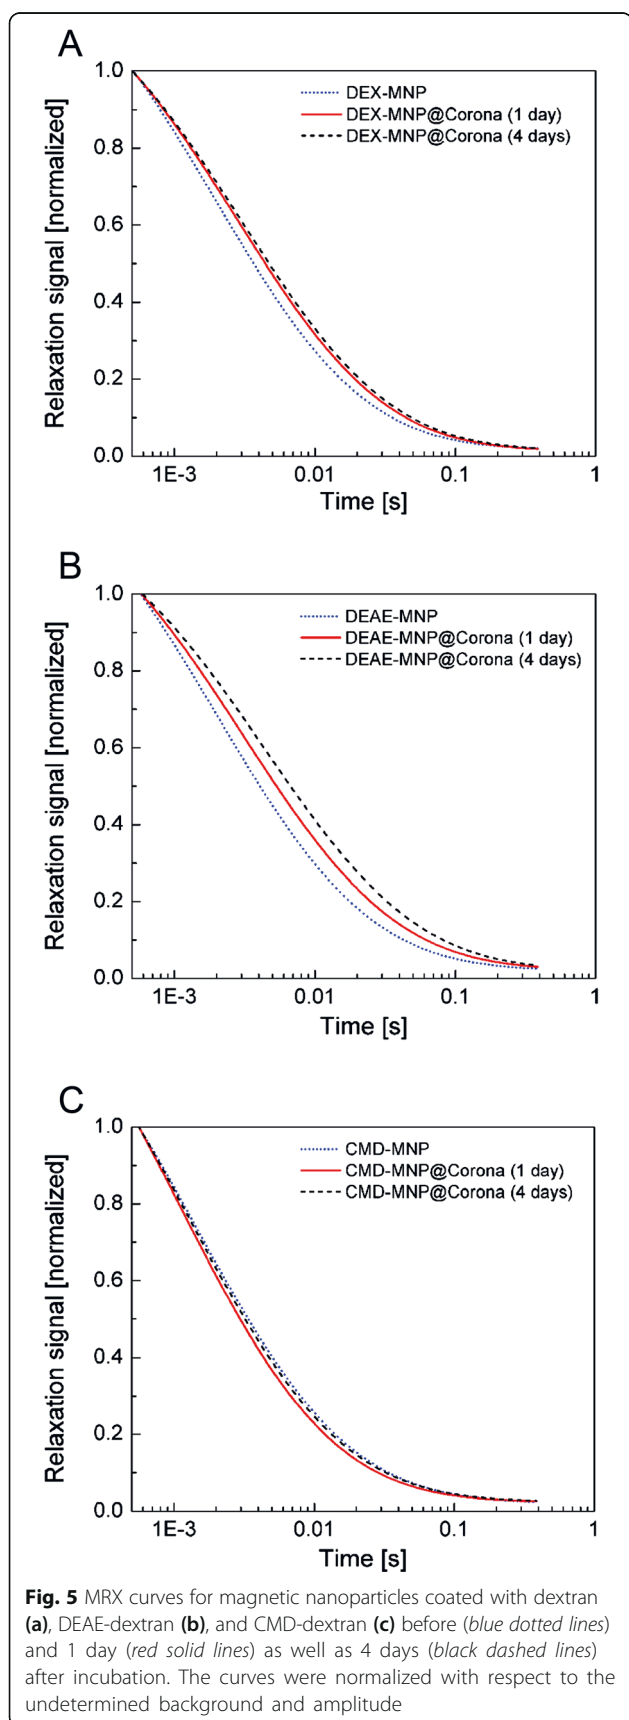 A
1.0
0.8
0.6
0.4
0.2
0.0
Relaxation signal [normalized]
DEX-MNP
DEX-MNP@Corona (1 day)
DEX-MNP@Corona (4 days)
1E-3 0.01 0.1 1
Time [s]
B
1.0
0.8
0.6
0.4
0.2
0.0
Relaxation signal [normalized]
DEAE-MNP
DEAE-MNP@Corona (1 day)
DEAE-MNP@Corona (4 days)
1E-3 0.01 0.1 1
Time [s]
C
1.0
0.8
0.6
0.4
0.2
0.0
Relaxation signal [normalized]
CMD-MNP
CMD-MNP@Corona (1 day)
CMD-MNP@Corona (4 days)
1E-3 0.01 0.1 1
Time [s]
Fig. 5 MRX curves for magnetic nanoparticles coated with dextran
(a), DEAE-dextran (b), and CMD-dextran (c) before (blue dotted lines)
and 1 day (red solid lines) as well as 4 days (black dashed lines)
after incubation. The curves were normalized with respect to the
undetermined background and amplitude